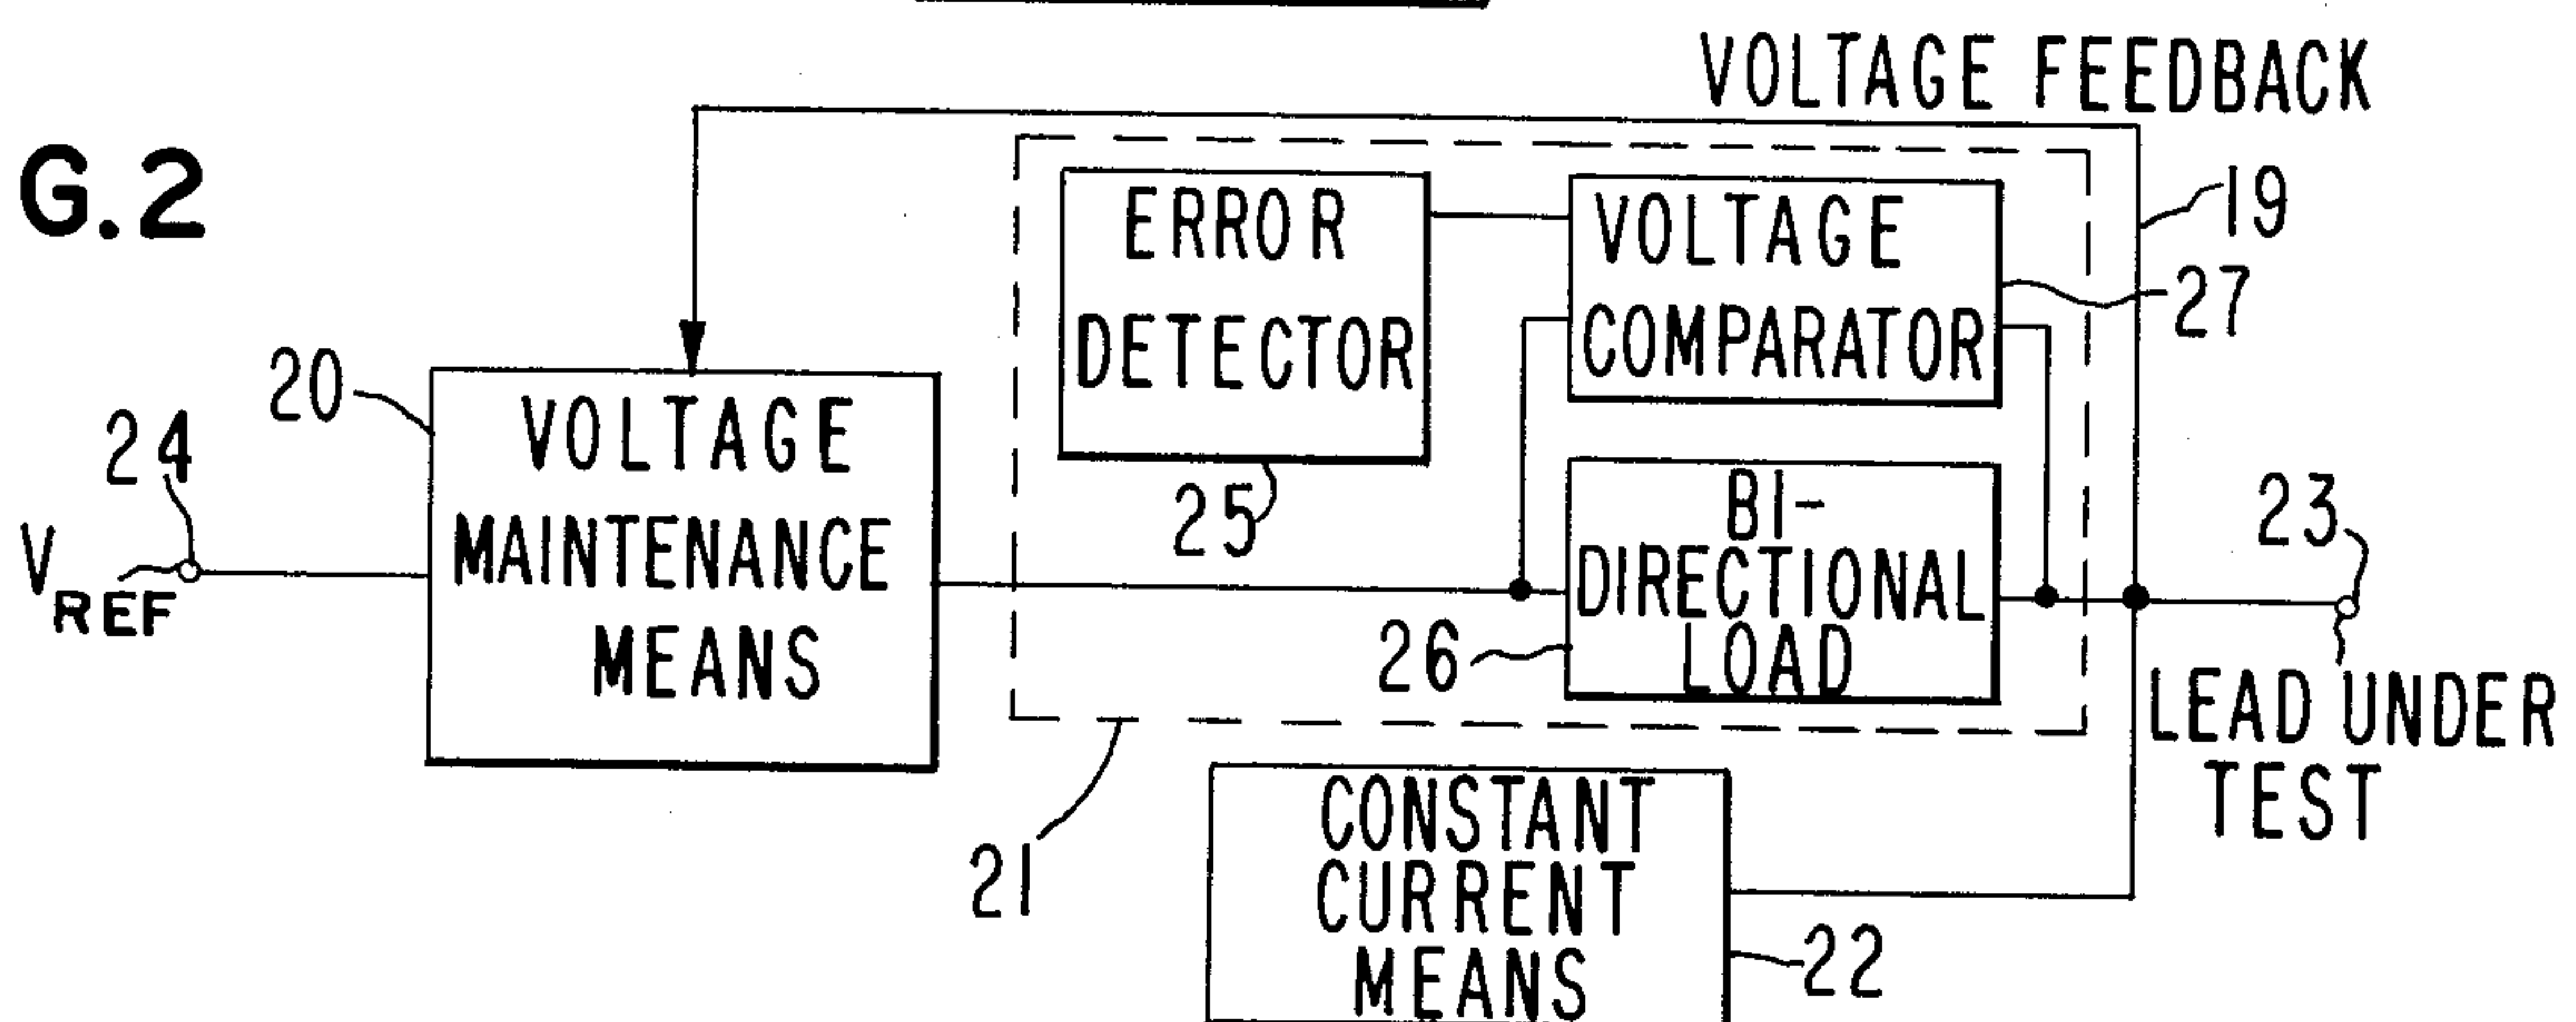 VOLTAGE FEEDBACK
G.2
ERROR
DETECTOR
VOLTAGE
COMPARATOR
19
27
20
24
VOLTAGE
MAINTENANCE
MEANS
V REF
25
BI-
DIRECTIONAL
LOAD
26
23
LEAD UNDER
TEST
21
CONSTANT
CURRENT
MEANS
22